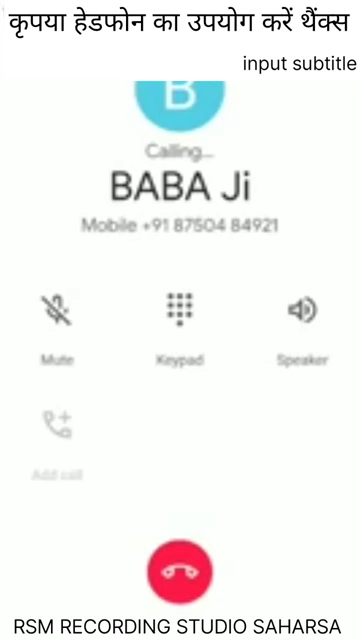 कृपया हेडफोन का उपयोग करें थैंक्स
input subtitle
B
Calling...
BABA Ji
Mobile +91 87504 84921
Mute
Keypad
Speaker
Add call
RSM RECORDING STUDIO SAHARSA